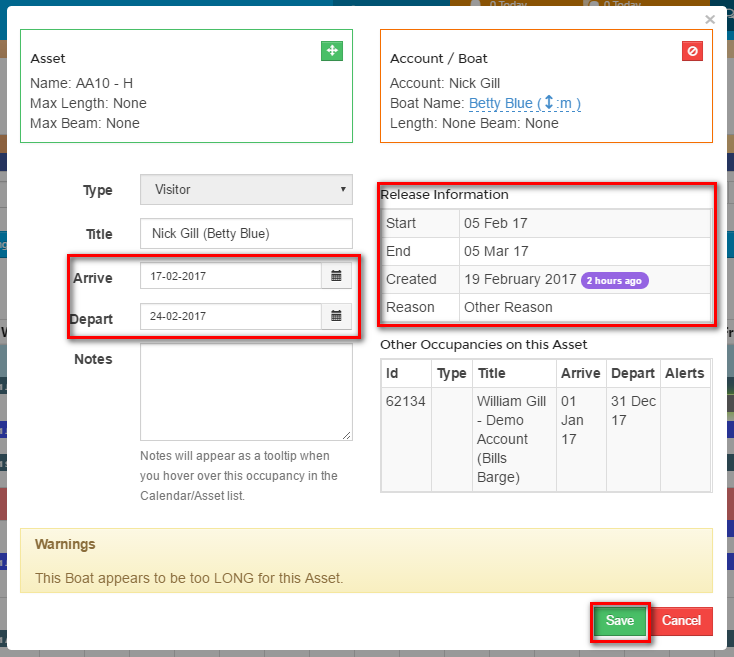 0 Today
0 Today
×
Asset
Name: AA10 - H
Max Length: None
Max Beam: None
Account / Boat
Account: Nick Gill
Boat Name: Betty Blue (↕:m )
Length: None Beam: None
Type
Visitor
Title
Nick Gill (Betty Blue)
Arrive
17-02-2017
Depart
24-02-2017
Notes
Notes will appear as a tooltip when
you hover over this occupancy in the
Calendar/Asset list.
Release Information
Start 05 Feb 17
End 05 Mar 17
Created 19 February 2017 2 hours ago
Reason Other Reason
Other Occupancies on this Asset
Id Type Title Arrive Depart Alerts
62134 William Gill 01 31 Dec
- Demo Jan 17
Account 17
(Bills
Barge)
Warnings
This Boat appears to be too LONG for this Asset.
Save Cancel